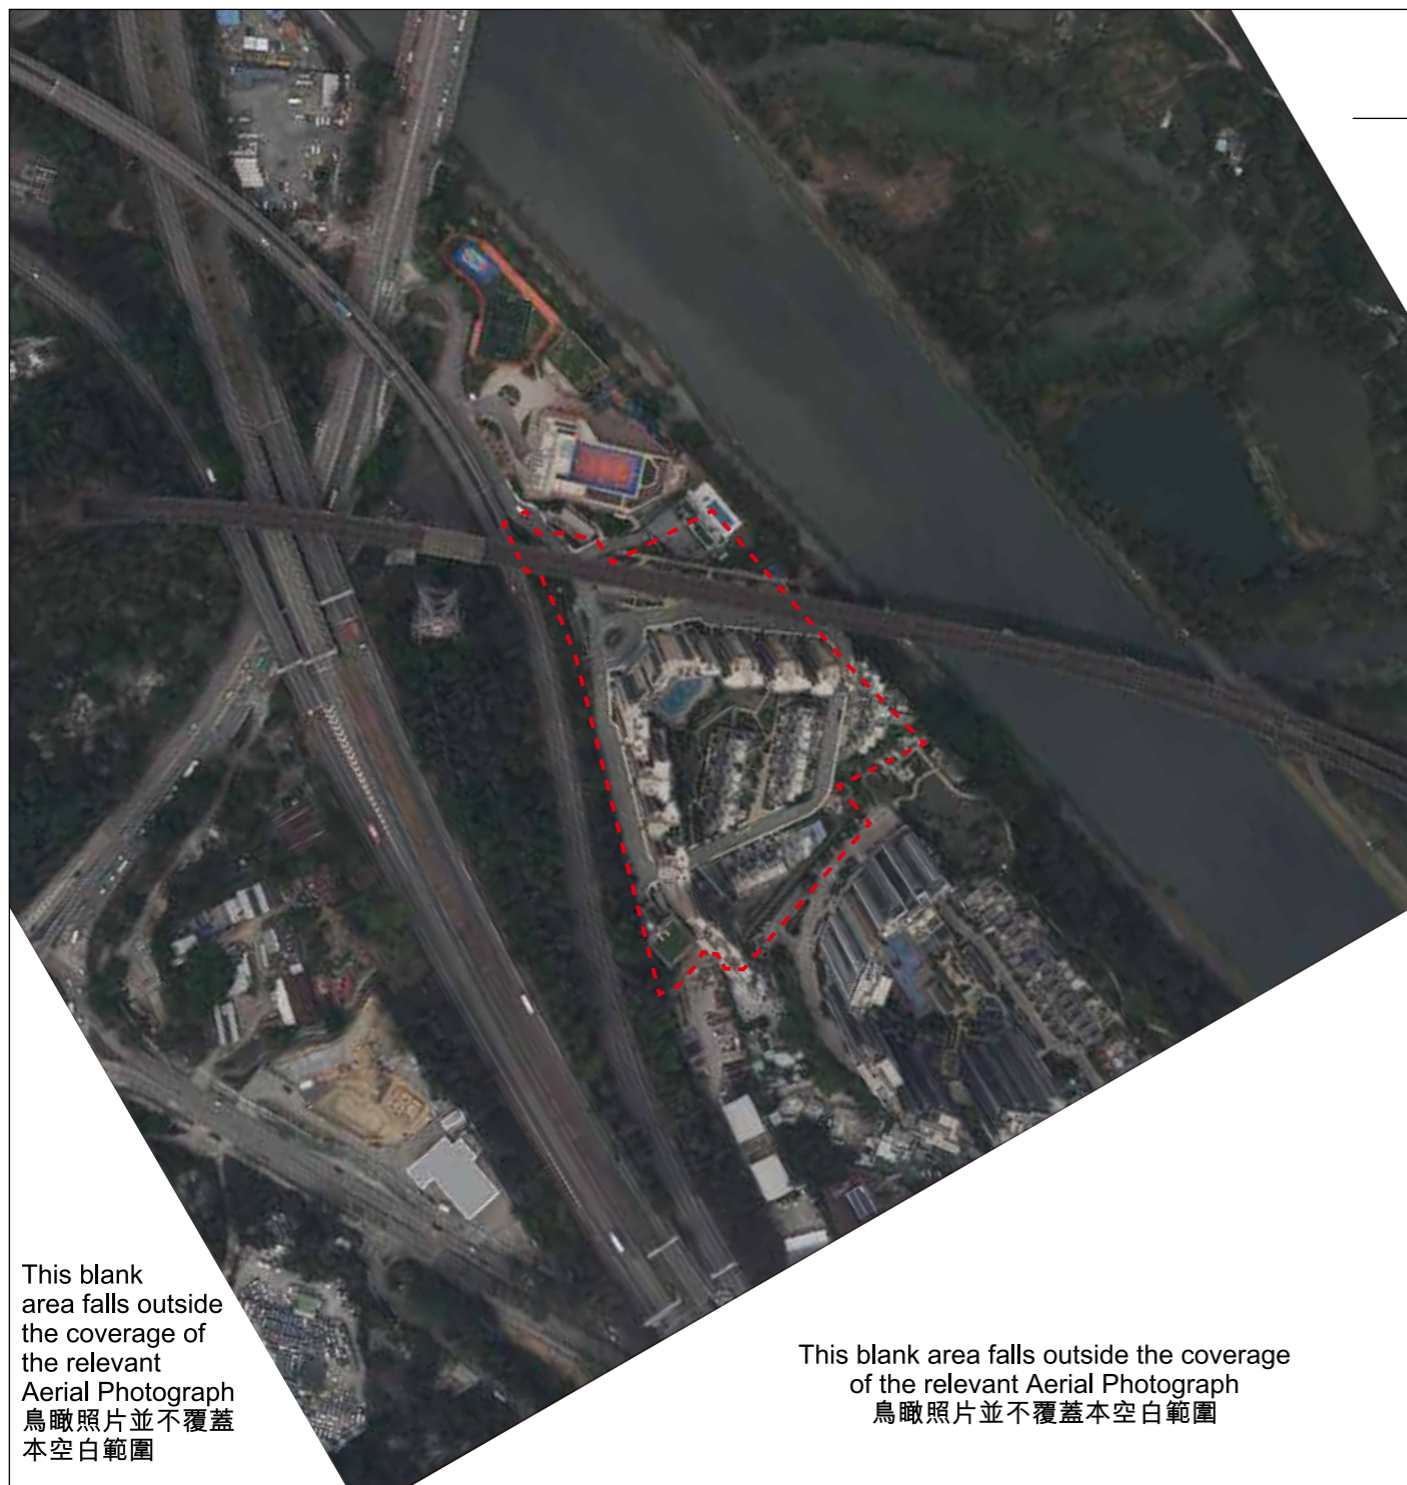 This blank
area falls outside
the coverage of
the relevant
Aerial Photograph
鳥瞰照片並不覆蓋
本空白範圍
This blank area falls outside the coverage
of the relevant Aerial Photograph
鳥瞰照片並不覆蓋本空白範圍